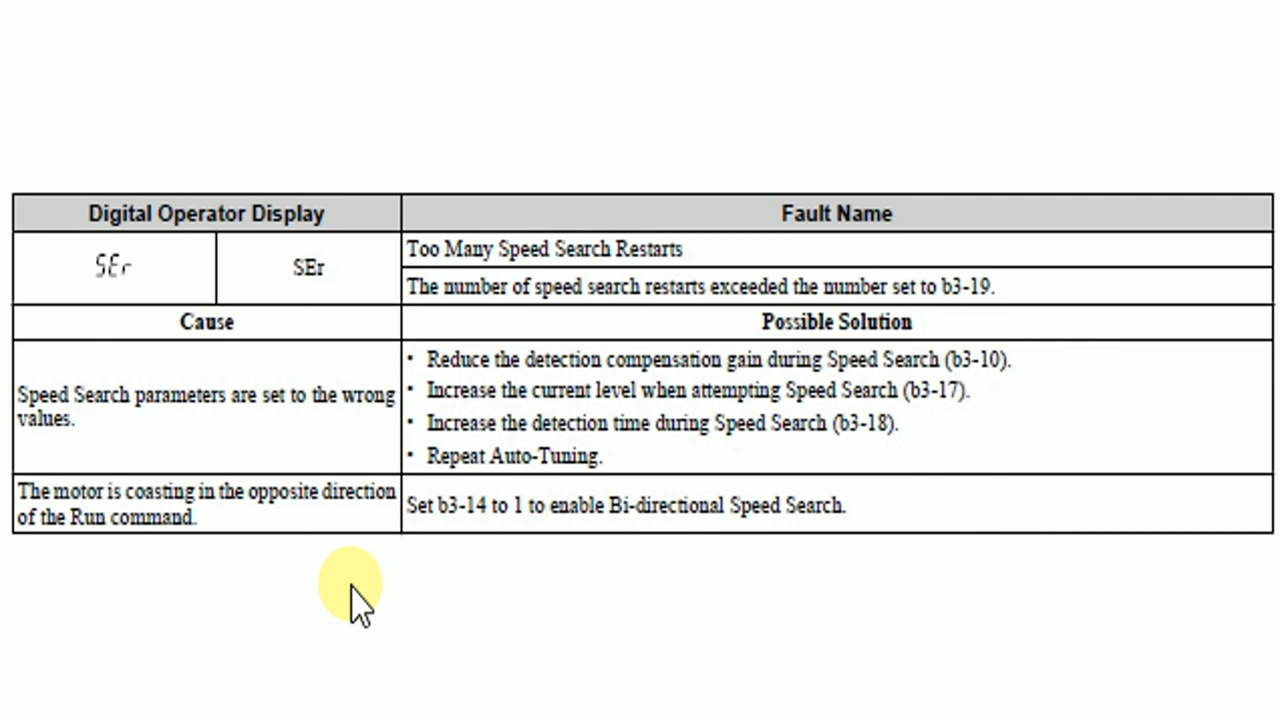 Digital Operator Display
Fault Name
SEr
SEr
Too Many Speed Search Restarts
The number of speed search restarts exceeded the number set to b3-19.
Cause
Possible Solution
Speed Search parameters are set to the wrong
values.
• Reduce the detection compensation gain during Speed Search (b3-10).
• Increase the current level when attempting Speed Search (b3-17).
• Increase the detection time during Speed Search (b3-18).
• Repeat Auto-Tuning.
The motor is coasting in the opposite direction
of the Run command.
Set b3-14 to 1 to enable Bi-directional Speed Search.